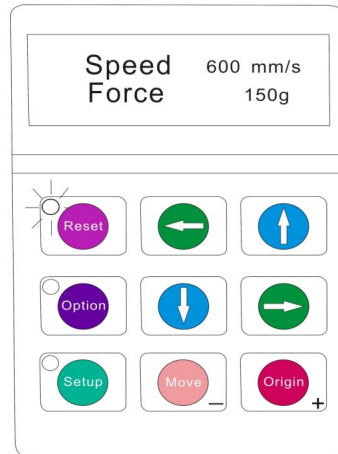 Speed 600 mm/s
Force 150g
Reset
Option
Setup Move − Origin +